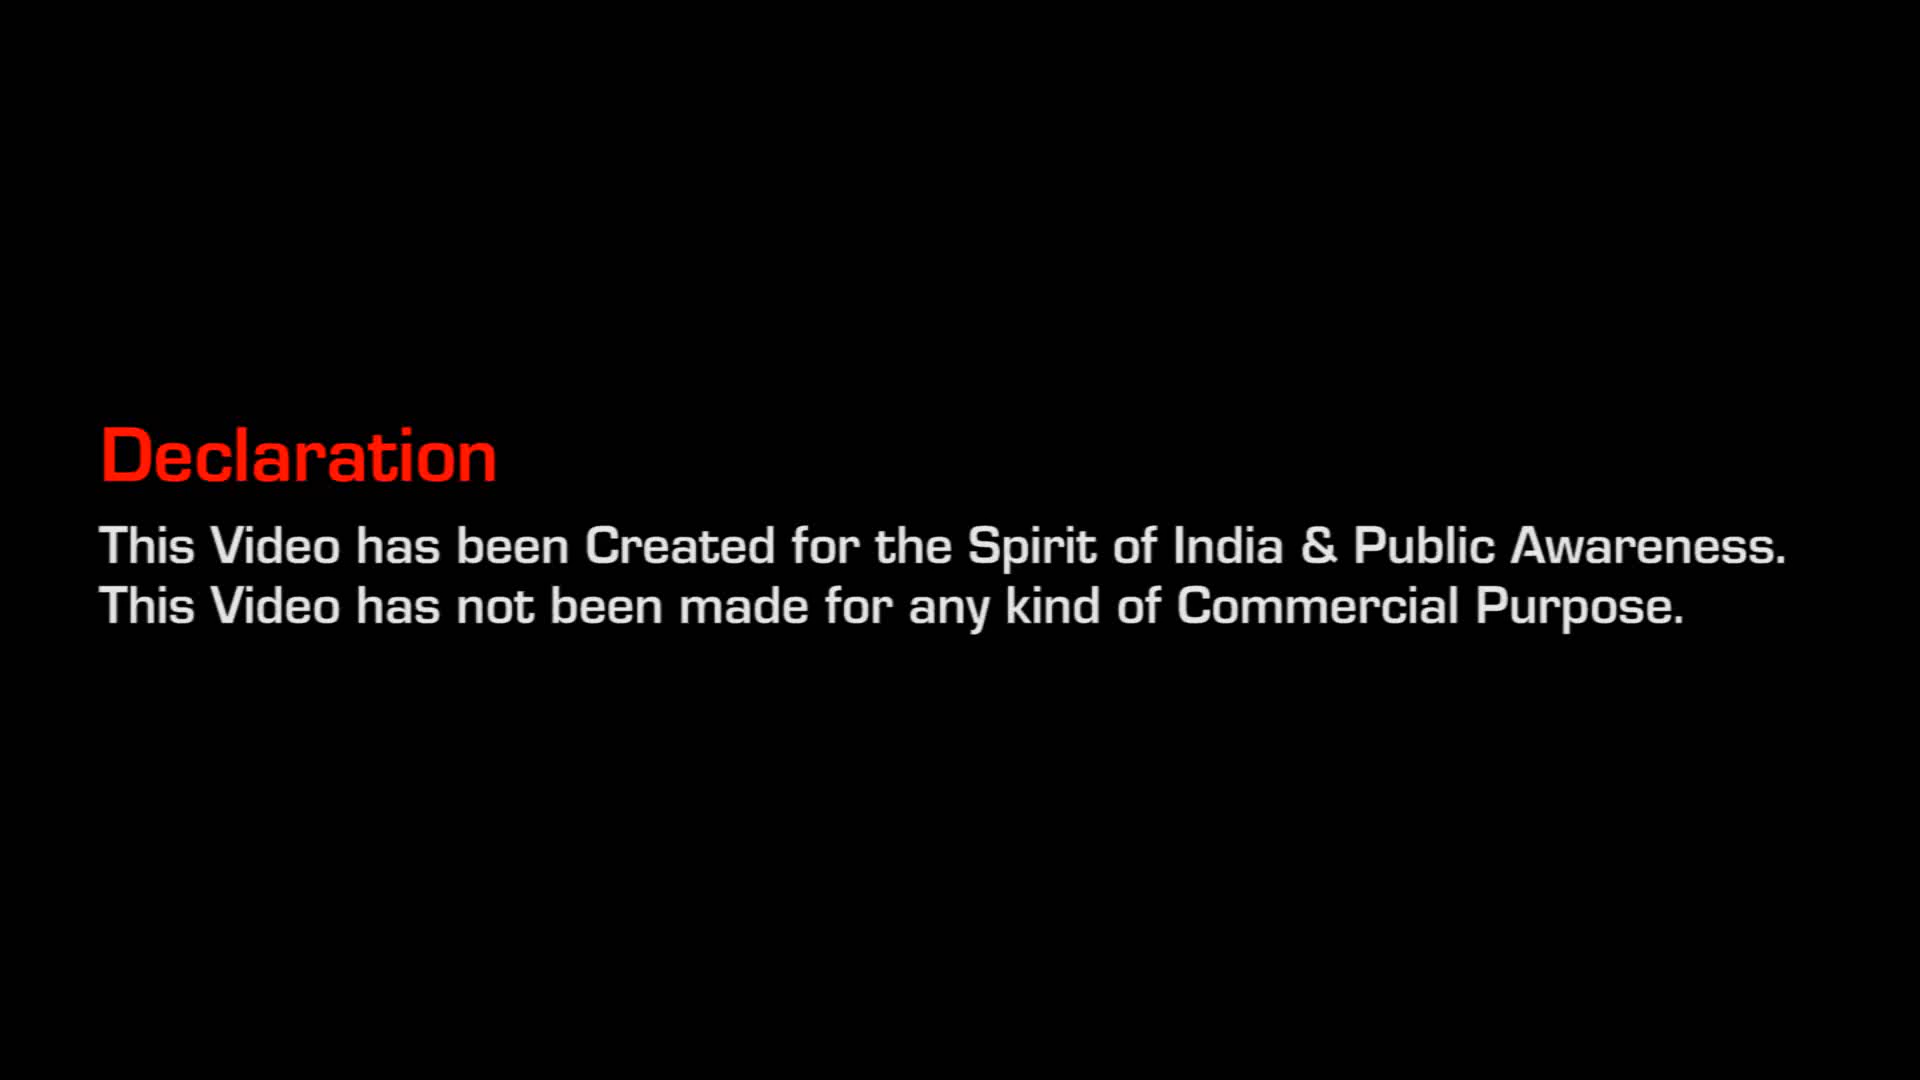 Declaration
This Video has been Created for the Spirit of India & Public Awareness.
This Video has not been made for any kind of Commercial Purpose.